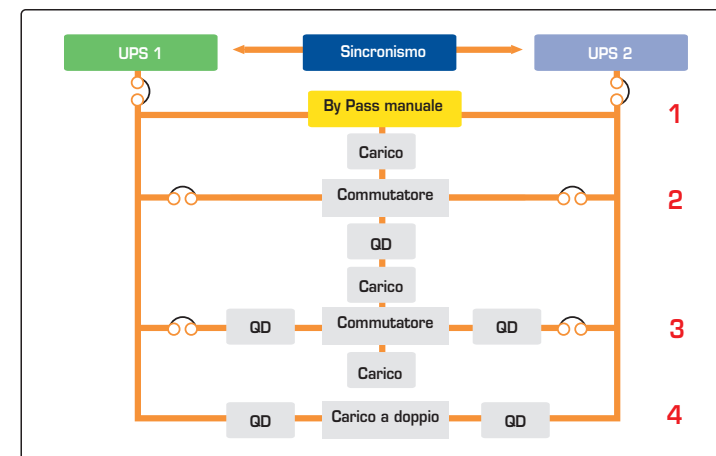 UPS 1
Sincronismo
UPS 2
By Pass manuale
1
Carico
Commutatore
2
QD
Carico
QD
Commutatore
QD
3
Carico
QD
Carico a doppio
QD
4